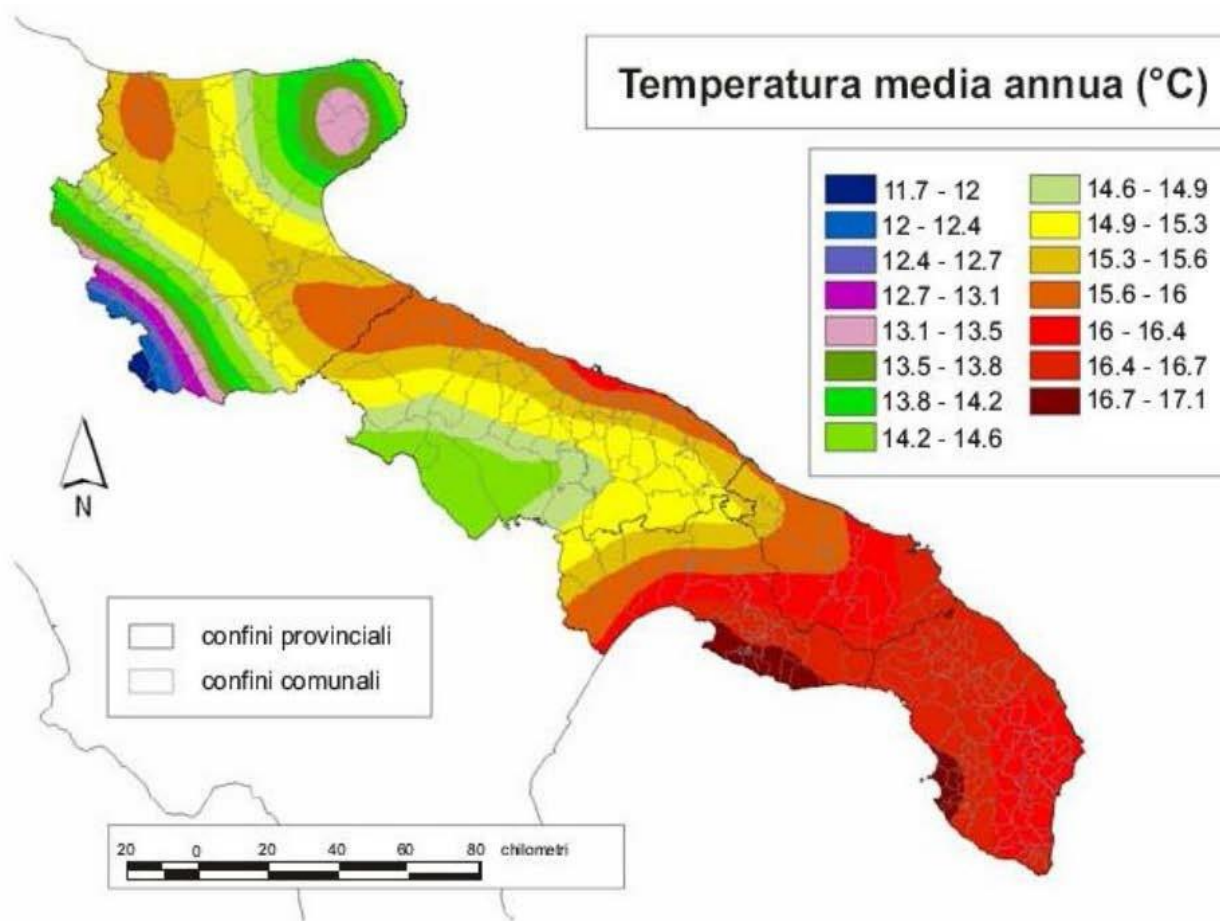 Temperatura media annua (°C)
11.7 - 12
12 - 12.4
12.4 - 12.7
12.7 - 13.1
13.1 - 13.5
13.5 - 13.8
13.8 - 14.2
14.2 - 14.6
14.6 - 14.9
14.9 - 15.3
15.3 - 15.6
15.6 - 16
16 - 16.4
16.4 - 16.7
16.7 - 17.1
N
confini provinciali
confini comunali
20 0 20 40 60 80 chilometri